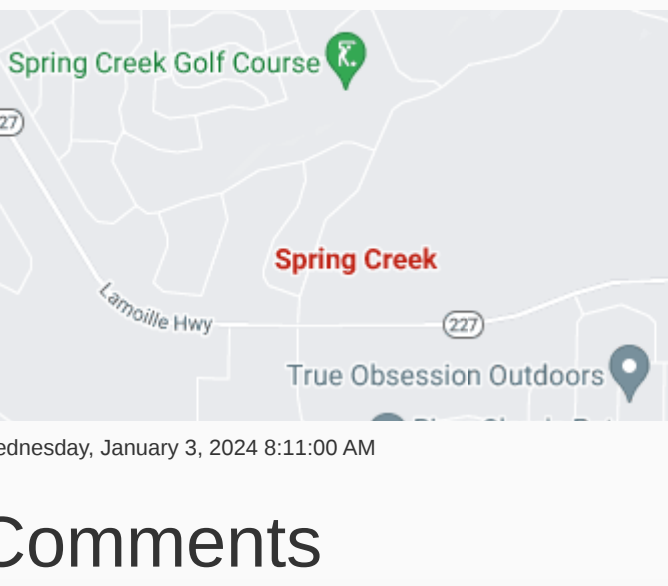 Spring Creek Golf Course
27
Spring Creek
Lamoille Hwy
227
True Obsession Outdoors
ednesday, January 3, 2024 8:11:00 AM
Comments